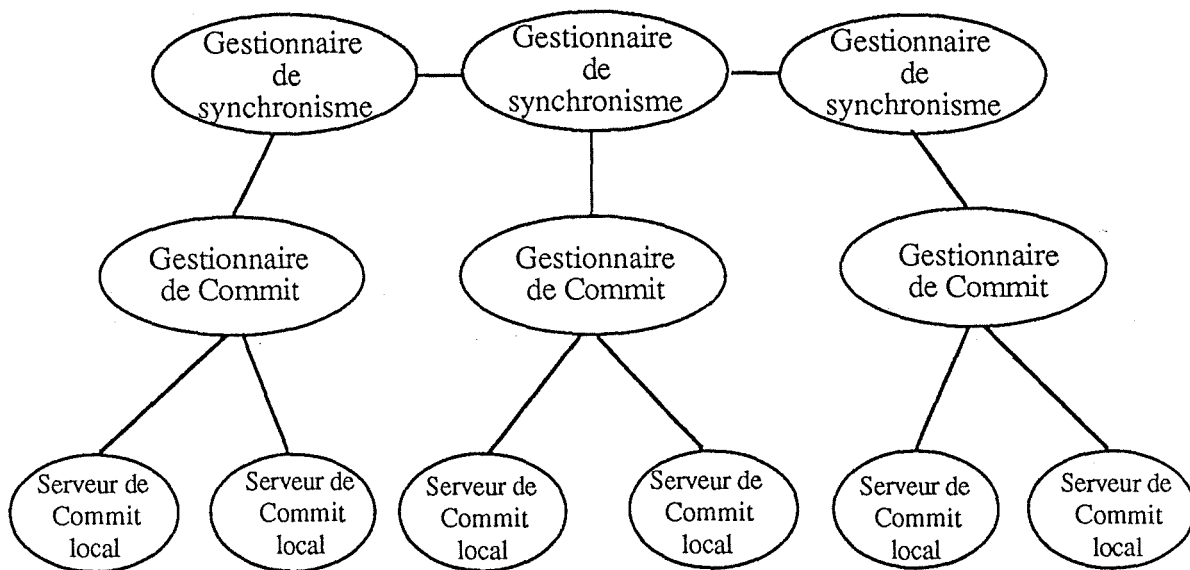 Gestionnaire
de
synchronisme
Gestionnaire
de
synchronisme
Gestionnaire
de
synchronisme
Gestionnaire
de Commit
Gestionnaire
de Commit
Gestionnaire
de Commit
Serveur de
Commit
local
Serveur de
Commit
local
Serveur de
Commit
local
Serveur de
Commit
local
Serveur de
Commit
local
Serveur de
Commit
local